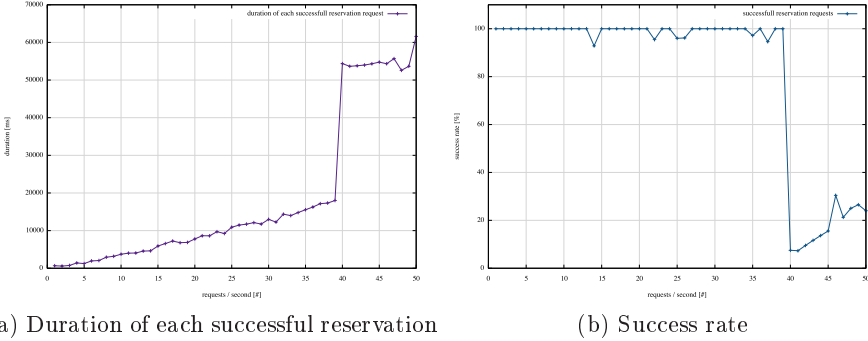 70000
60000
50000
40000
30000
20000
10000
0
duration [ms]
duration of each successfull reservation request
0 5 10 15 20 25 30 35 40 45 50
requests / second [#]
100
80
60
40
20
0
success rate [%]
successfull reservation requests
0 5 10 15 20 25 30 35 40 45 50
requests / second [#]
a) Duration of each successful reservation
(b) Success rate